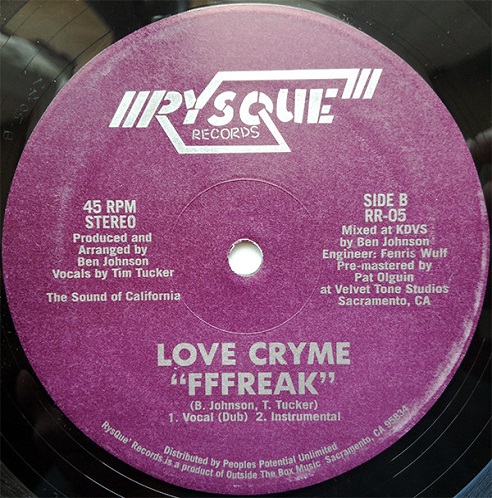 RYSQUE
RECORDS
45 RPM
STEREO
Produced and
Arranged by
Ben Johnson
Vocals by Tim Tucker
The Sound of California
SIDE B
RR-05
Mixed at KDVS
by Ben Johnson
Engineer: Fenris Wulf
Pre-mastered by
Pat Olguin
at Velvet Tone Studios
Sacramento, CA
LOVE CRYME
"FFFREAK"
(B. Johnson, T. Tucker)
1. Vocal (Dub) 2. Instrumental
Distributed by Peoples Potential Unlimited
RysQue' Records is a product of Outside The Box Music Sacramento, CA 95834